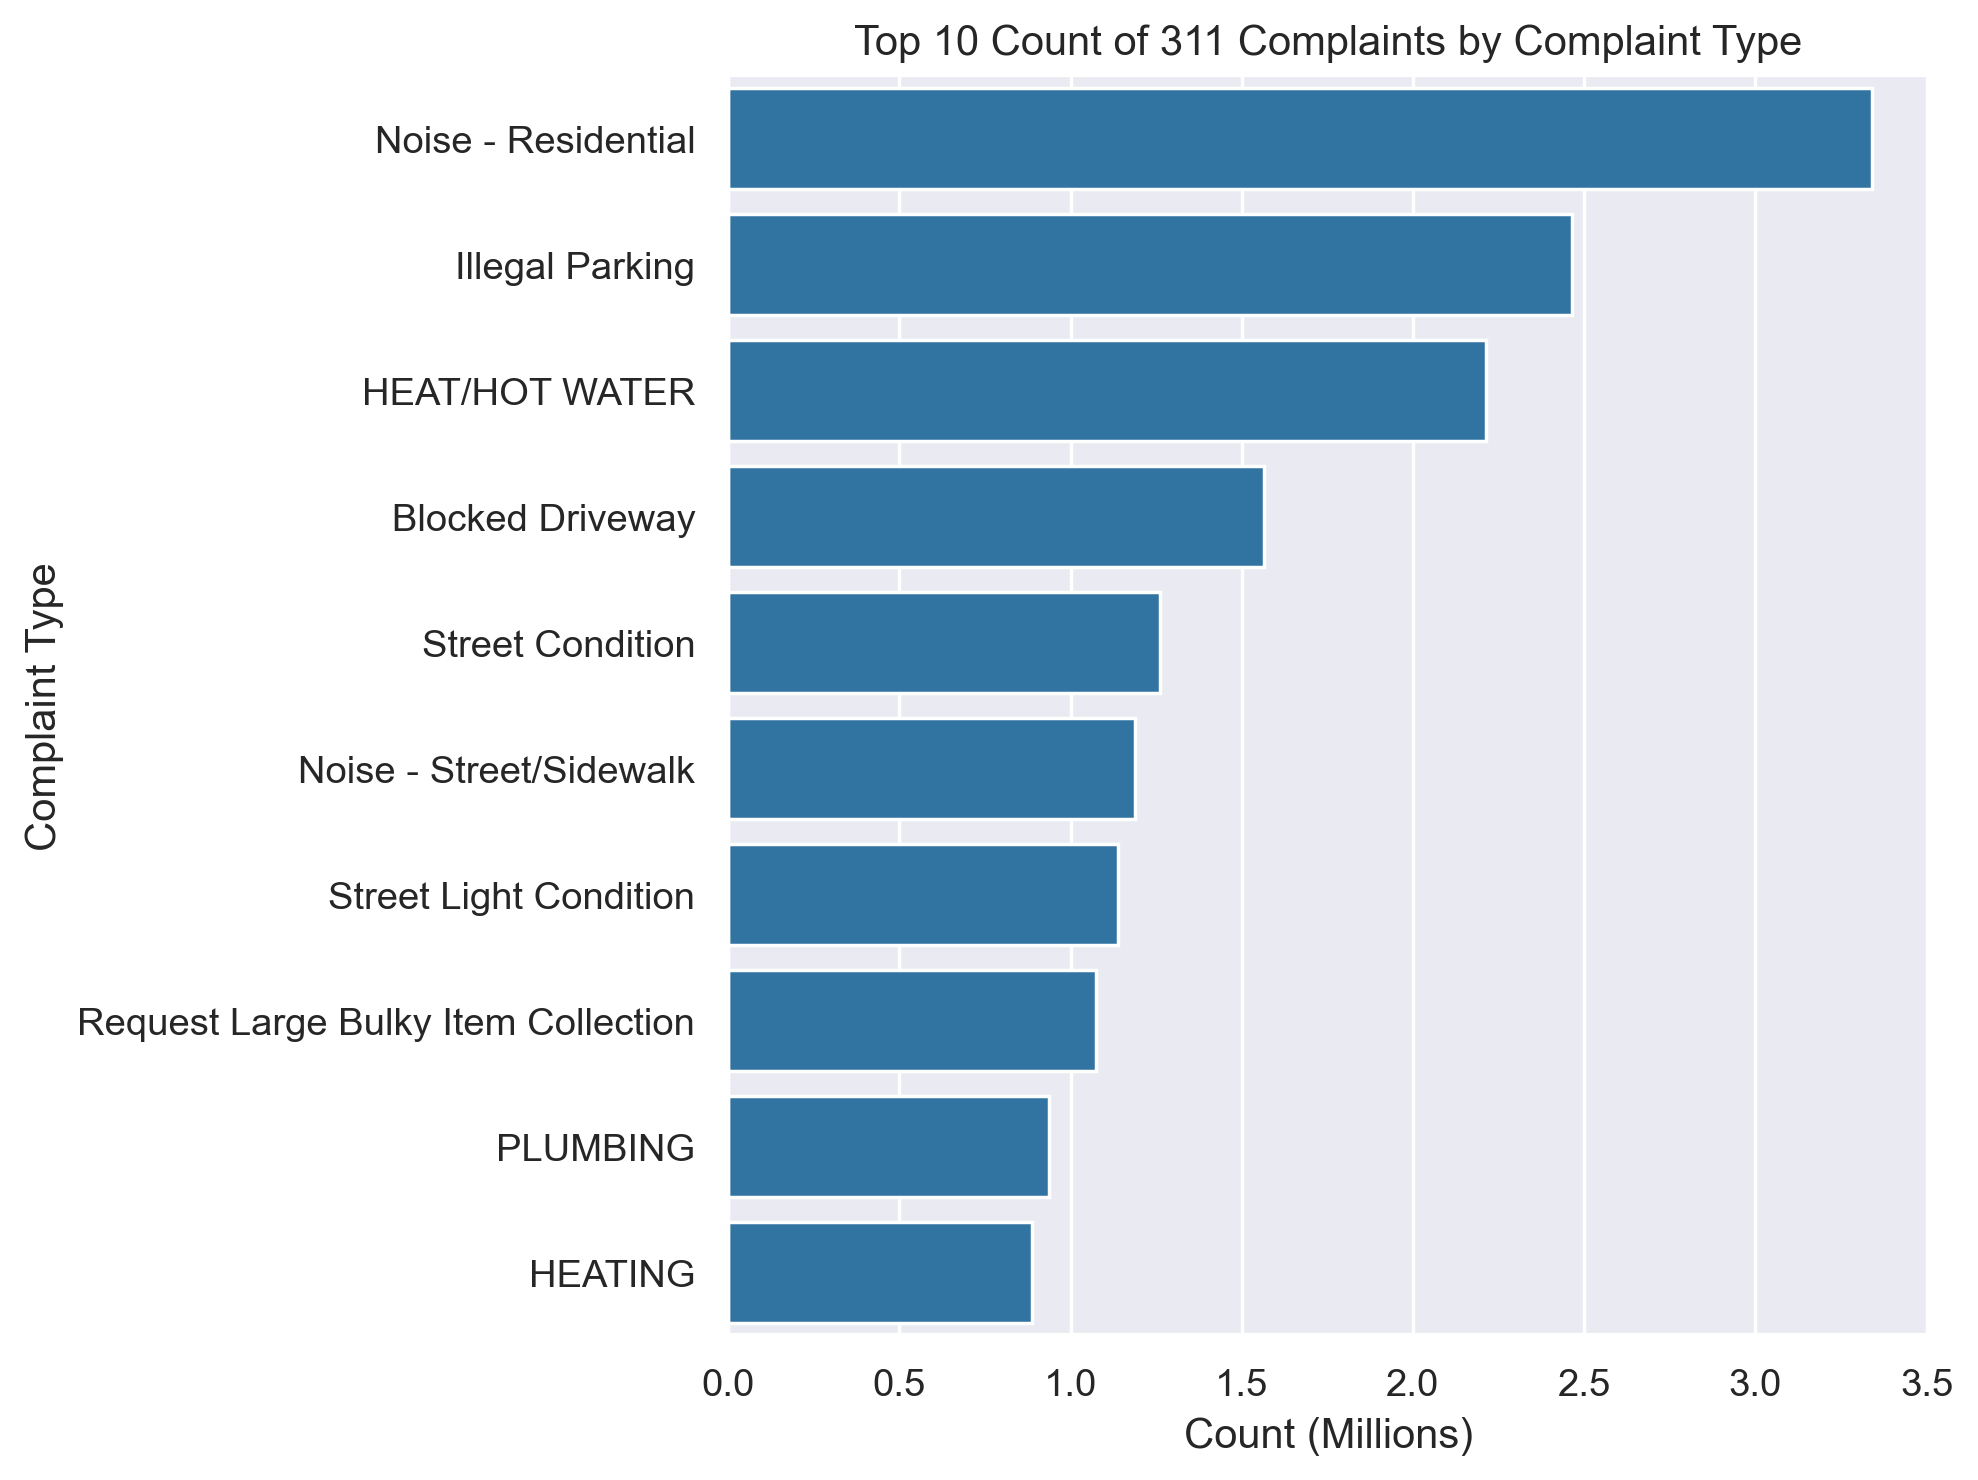 Top 10 Count of 311 Complaints by Complaint Type
Complaint Type
Noise - Residential
Illegal Parking
HEAT/HOT WATER
Blocked Driveway
Street Condition
Noise - Street/Sidewalk
Street Light Condition
Request Large Bulky Item Collection
PLUMBING
HEATING
0.0 0.5 1.0 1.5 2.0 2.5 3.0 3.5
Count (Millions)